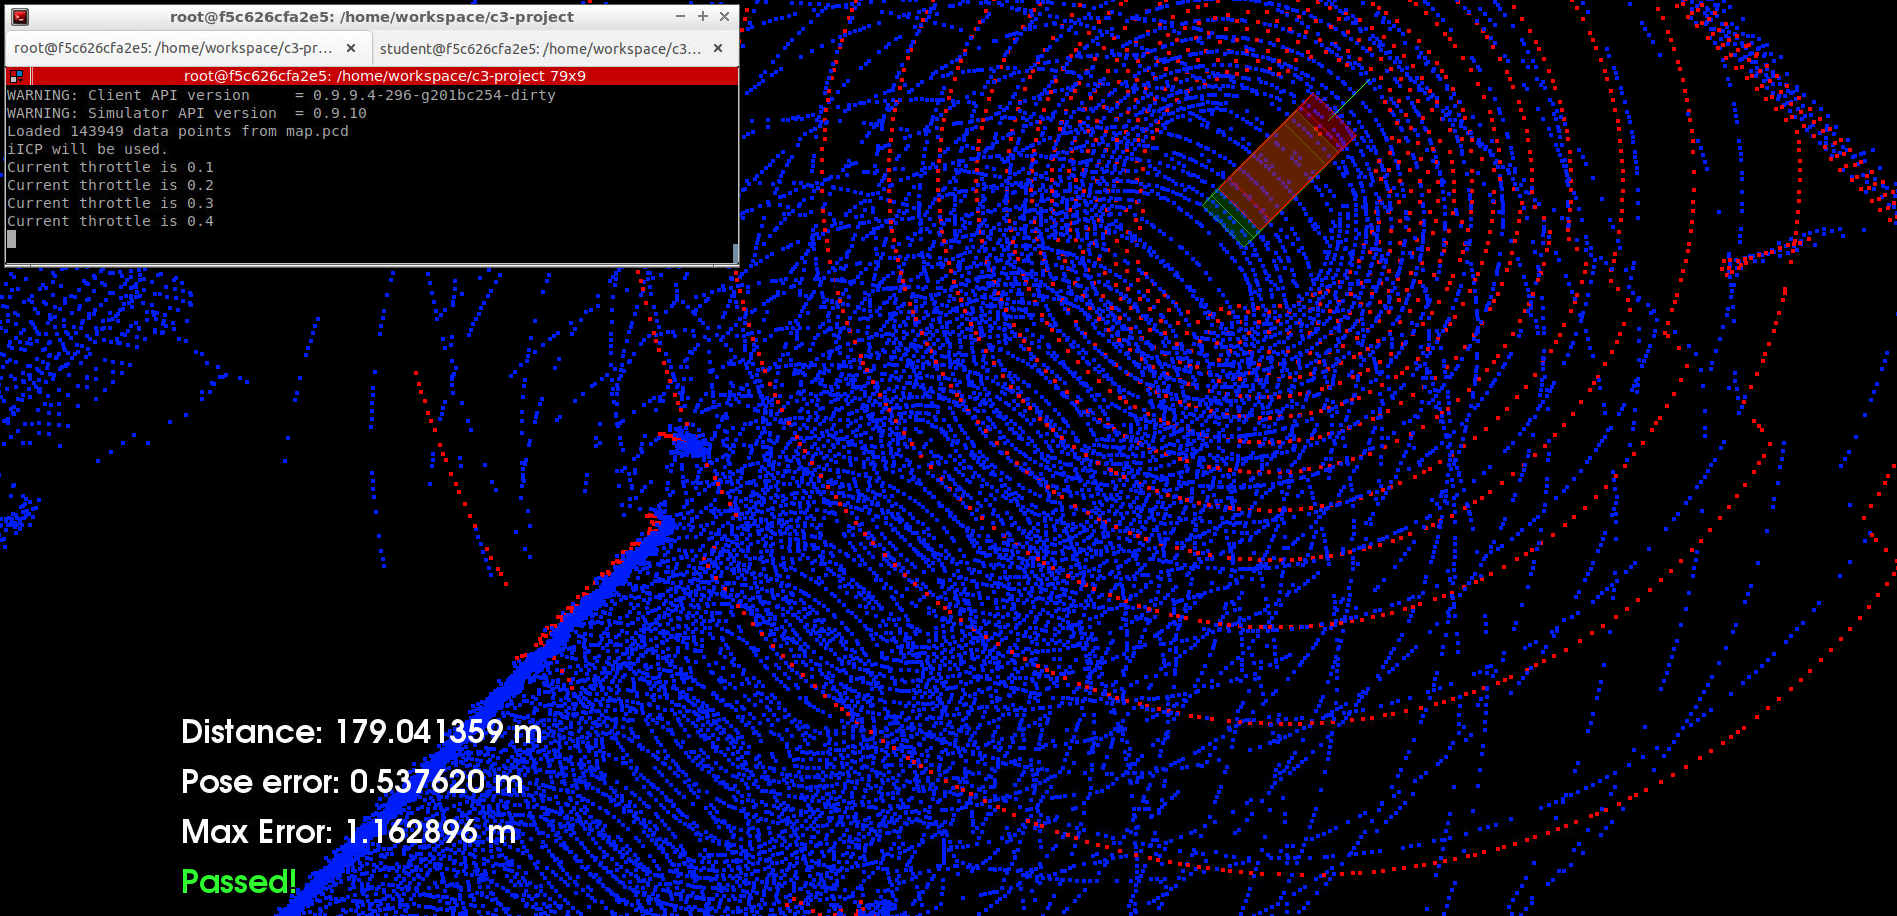 root@f5c626cfa2e5: /home/workspace/c3-project
root@f5c626cfa2e5: /home/workspace/c3-pr...
student@f5c626cfa2e5: /home/workspace/c3...
root@f5c626cfa2e5: /home/workspace/c3-project 79x9
WARNING: Client API version     = 0.9.9.4-296-g201bc254-dirty
WARNING: Simulator API version  = 0.9.10
Loaded 143949 data points from map.pcd
iICP will be used.
Current throttle is 0.1
Current throttle is 0.2
Current throttle is 0.3
Current throttle is 0.4
Distance: 179.041359 m
Pose error: 0.537620 m
Max Error: 1.162896 m
Passed!